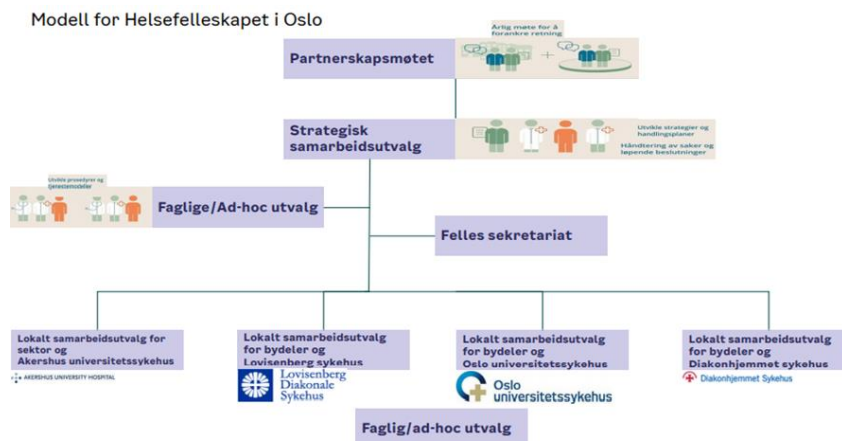 Modell for Helsefelleskapet i Oslo
Årlig møte for å
forankre retning
Partnerskapsmøtet
Strategisk
samarbeidsutvalg
Utvikle strategier og
handlingsplaner
Håndtering av saker og
løpende beslutninger
Utvikle prosedyrer og
tjenestemodeller
Faglige/Ad-hoc utvalg
Felles sekretariat
Lokalt samarbeidsutvalg for
sektor og
Akershus universitetssykehus
AKERSHUS UNIVERSITY HOSPITAL
Lokalt samarbeidsutvalg
for bydeler og
Lovisenberg sykehus
Lovisenberg
Diakonale
Sykehus
Lokalt samarbeidsutvalg
for bydeler og
Oslo universitetssykehus
Oslo
universitetssykehus
Lokalt samarbeidsutvalg
for bydeler og
Diakonhjemmet sykehus
Diakonhjemmet Sykehus
Faglig/ad-hoc utvalg